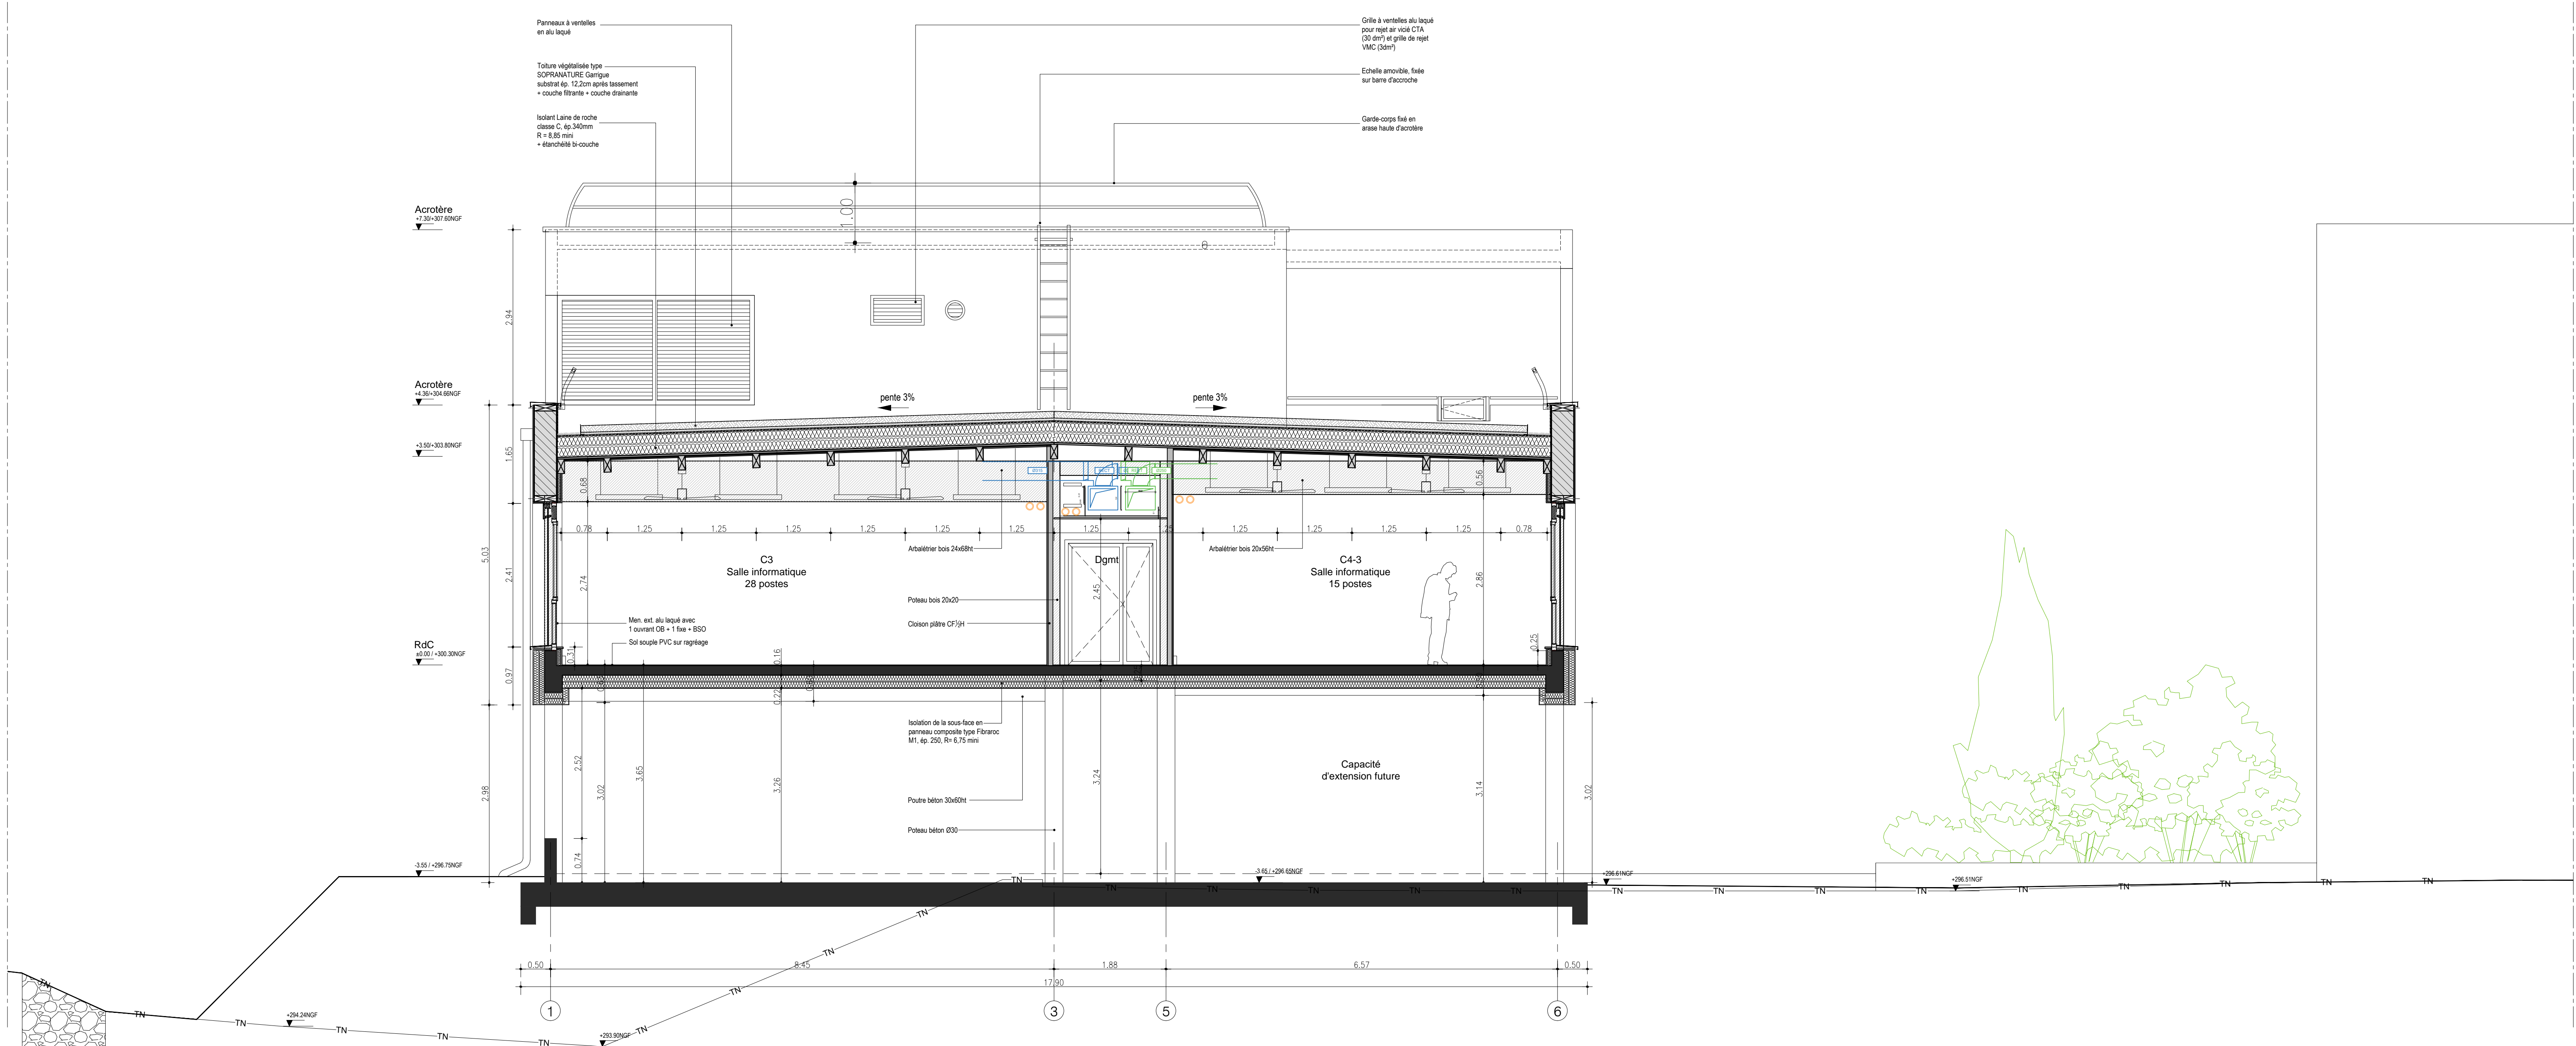 Panneaux à ventelles
en alu laqué
Toiture végétalisée type
SOPRANATURE Garrigue
substrat ép. 12,2cm après tassement
+ couche filtrante + couche drainante
Isolant Laine de roche
classe C, ép.340mm
R = 8,85 mini
+ étanchéité bi-couche
Grille à ventelles alu laqué
pour rejet air vicié CTA
(30 dm²) et grille de rejet
VMC (3dm²)
Echelle amovible, fixée
sur barre d'accroche
Garde-corps fixé en
arase haute d'acrotère
1.00
Acrotère
+7.30/+307.60NGF
2.94
Acrotère
+4.36/+304.66NGF
pente 3%
pente 3%
+3.50/+303.80NGF
1.65
0.68
0.56
0.78 1.25 1.25 1.25 1.25 1.25 1.25 1.25 1.25 1.25 1.25 1.25 1.25 0.78
Arbalétrier bois 24x68ht
Arbalétrier bois 20x56ht
5.03
2.41
2.74
2.45
2.86
C3
Salle informatique
28 postes
Dgmt
C4-3
Salle informatique
15 postes
Poteau bois 20x20
Cloison plâtre CF½H
Men. ext. alu laqué avec
1 ouvrant OB + 1 fixe + BSO
Sol souple PVC sur ragréage
RdC
±0.00 / +300.30NGF
0.31
0.16
0.25
0.97
0.22
0.60
Isolation de la sous-face en
panneau composite type Fibraroc
M1, ép. 250, R= 6,75 mini
Capacité
d'extension future
2.98
2.52
3.02
3.65
3.26
3.24
3.14
3.02
Poutre béton 30x60ht
Poteau béton Ø30
0.74
-3.55 / +296.75NGF
-3.65 / +296.65NGF
+296.61NGF
+296.51NGF
TN TN TN TN TN TN TN TN TN TN TN TN TN TN
TN TN TN TN
TN TN TN TN TN TN TN
0.50 8.45 1.88 6.57 0.50
17.90
1 3 5 6
+294.24NGF
+293.90NGF